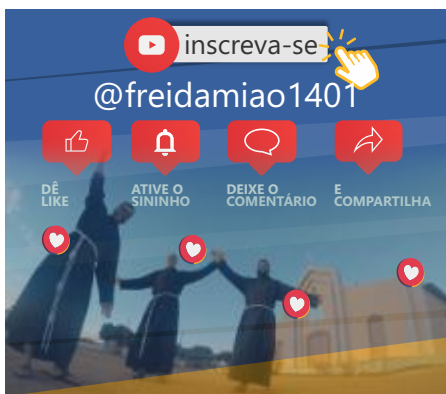 inscreva-se
@freidamiao1401
DÊ LIKE
ATIVE O SININHO
DEIXE O COMENTÁRIO
E COMPARTILHA